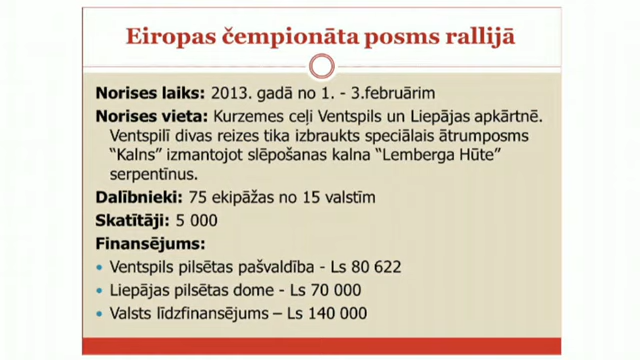 Eiropas čempionāta posms rallijā
Norises laiks: 2013. gadā no 1. - 3.februārim
Norises vieta: Kurzemes ceļi Ventspils un Liepājas apkārtnē.
Ventspilī divas reizes tika izbraukts speciālais ātrumposms
“Kalns” izmantojot slēpošanas kalna “Lemberga Hūte”
serpentīnus.
Dalībnieki: 75 ekipāžas no 15 valstīm
Skatītāji: 5 000
Finansējums:
• Ventspils pilsētas pašvaldība - Ls 80 622
• Liepājas pilsētas dome - Ls 70 000
• Valsts līdzfinansējums – Ls 140 000